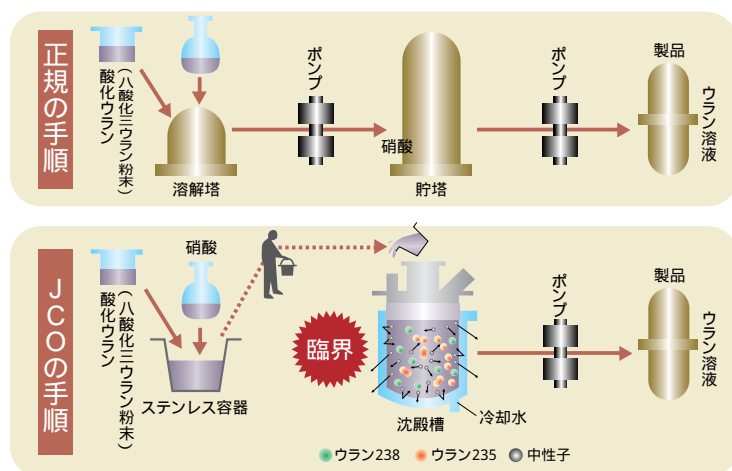 正規の手順
酸化ウラン
(八酸化三ウラン粉末)
溶解塔
ポンプ
硝酸
貯塔
ポンプ
製品
ウラン溶液
JCOの手順
酸化ウラン
(八酸化三ウラン粉末)
硝酸
ステンレス容器
臨界
沈殿槽
冷却水
ポンプ
製品
ウラン溶液
ウラン238
ウラン235
中性子